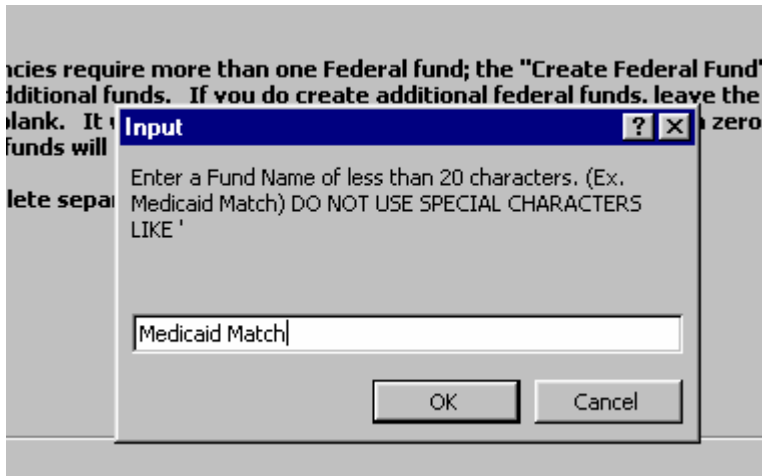 ncies require more than one Federal fund; the "Create Federal Fund"
dditional funds. If you do create additional federal funds, leave the
lank. It zero
Input
funds will
Enter a Fund Name of less than 20 characters. (Ex.
lete sepa
Medicaid Match) DO NOT USE SPECIAL CHARACTERS
LIKE '
Medicaid Match
OK Cancel